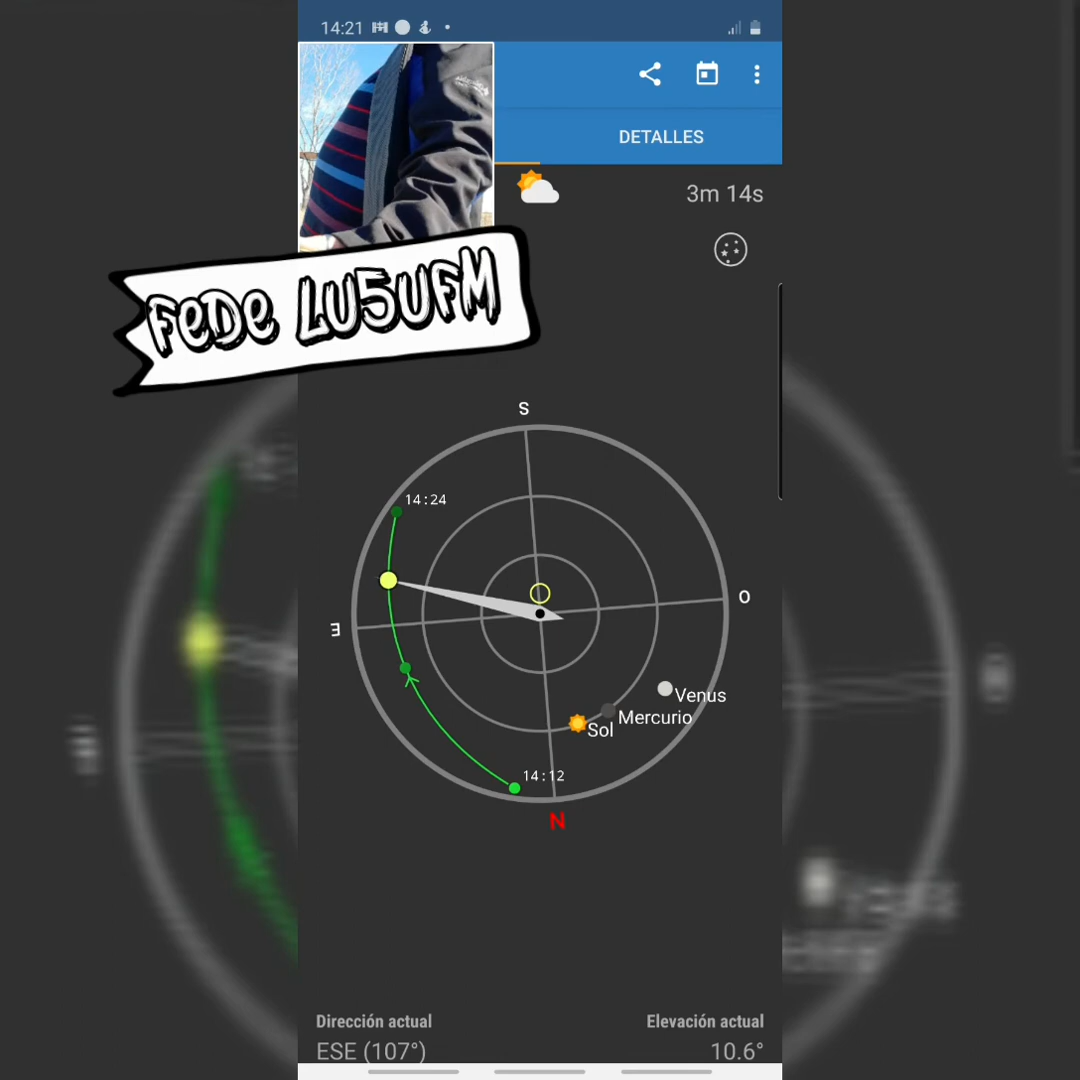 14:21
DETALLES
3m 14s
FeDe LU5UFM
S
14:24
O
E
Venus
Mercurio
Sol
14:12
N
Dirección actual
Elevación actual
ESE (107°)
10.6°